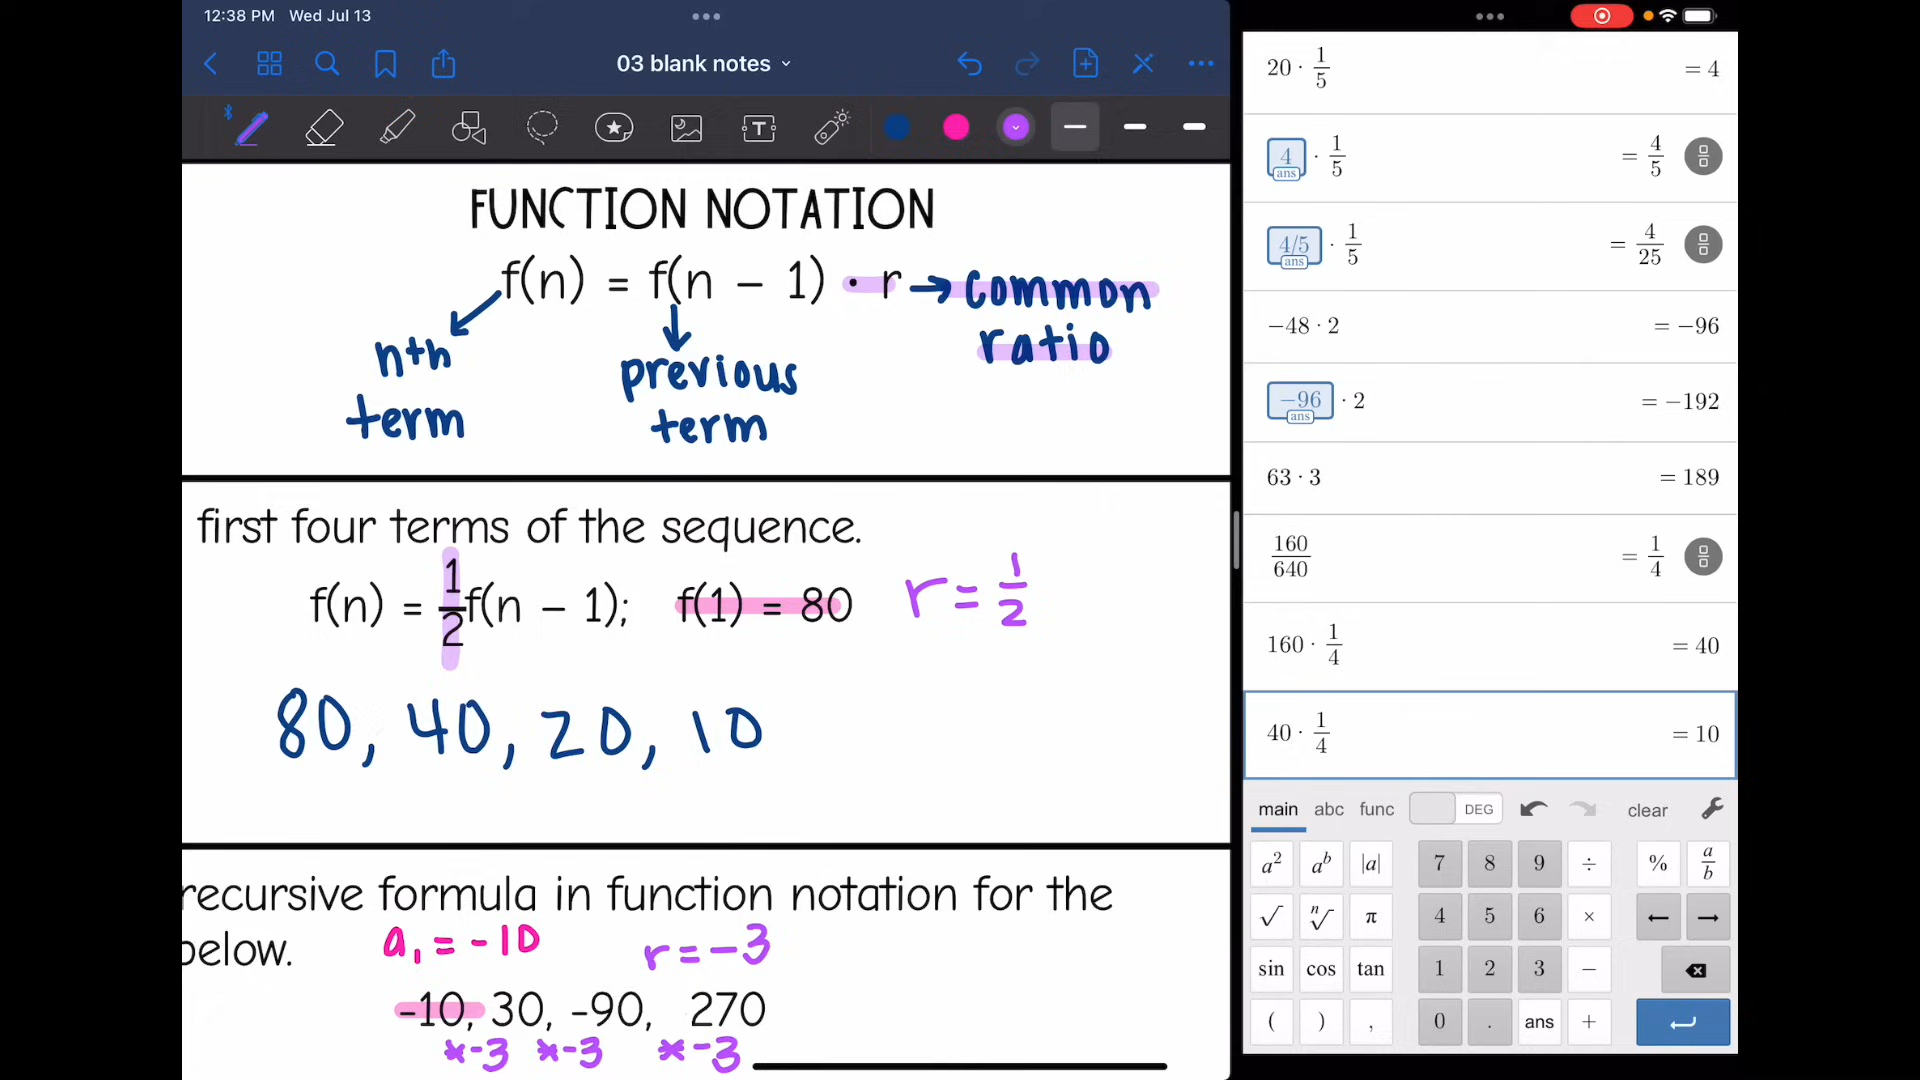 12:38 PM Wed Jul 13
03 blank notes
T
FUNCTION NOTATION
f(n) = f(n - 1) · r → common ratio
nth term
previous term
first four terms of the sequence.
f(n) = 1/2 f(n - 1); f(1) = 80 r = 1/2
80, 40, 20, 10
recursive formula in function notation for the
below. a₁ = -10 r = -3
-10, 30, -90, 270
*-3 *-3 *-3
20 · 1/5 = 4
4 ans · 1/5 = 4/5
4/5 ans · 1/5 = 4/25
-48 · 2 = -96
-96 ans · 2 = -192
63 · 3 = 189
160/640 = 1/4
160 · 1/4 = 40
40 · 1/4 = 10
main abc func DEG clear
a² aᵇ |a| 7 8 9 ÷ % a/b
√ ⁿ√ π 4 5 6 × ← →
sin cos tan 1 2 3 −
( ) , 0 . ans +